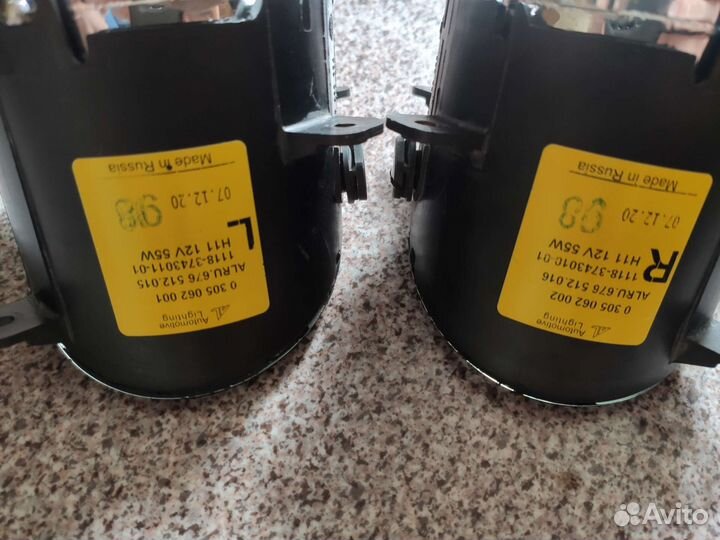 Automotive
Lighting
0 305 062 001
ALRU.676 512.015
1118-3743011-01
H11 12V 55W
L
98
07.12.20
Made in Russia
Automotive
Lighting
0 305 062 002
ALRU.676 512.016
1118-3743010-01
H11 12V 55W
R
98
07.12.20
Made in Russia
Avito